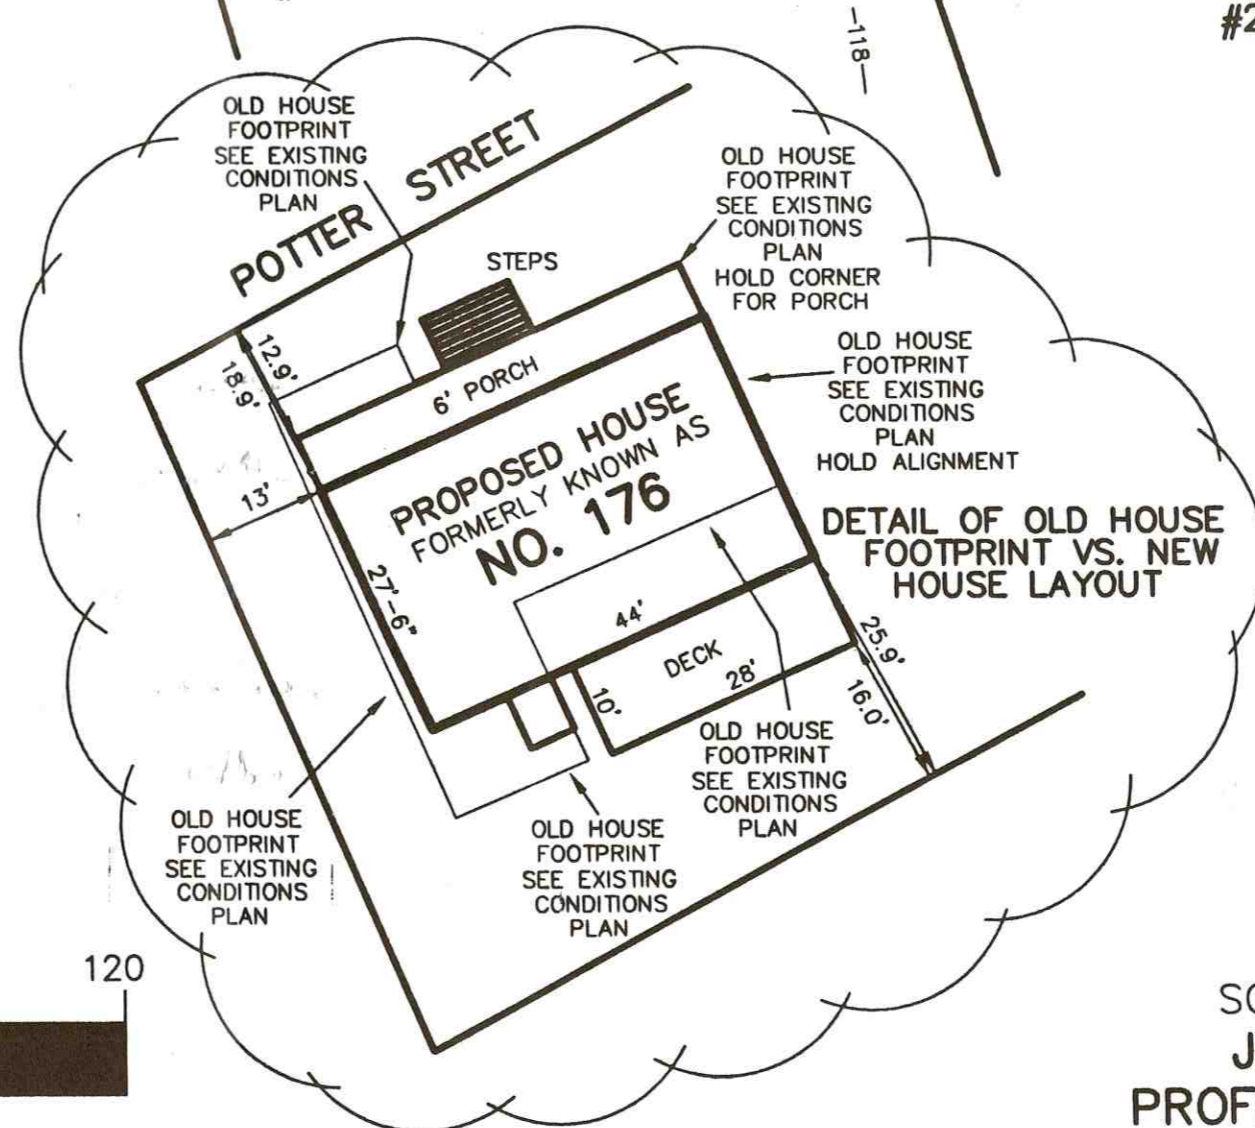 -118-
#2
OLD HOUSE
FOOTPRINT
SEE EXISTING
CONDITIONS
PLAN
POTTER STREET
STEPS
OLD HOUSE
FOOTPRINT
SEE EXISTING
CONDITIONS
PLAN
HOLD CORNER
FOR PORCH
12.9'
18.9'
6' PORCH
OLD HOUSE
FOOTPRINT
SEE EXISTING
CONDITIONS
PLAN
HOLD ALIGNMENT
13'
PROPOSED HOUSE
FORMERLY KNOWN AS
NO. 176
DETAIL OF OLD HOUSE
FOOTPRINT VS. NEW
HOUSE LAYOUT
27'-6"
44'
DECK
28'
10'
25.9'
16.0'
OLD HOUSE
FOOTPRINT
SEE EXISTING
CONDITIONS
PLAN
OLD HOUSE
FOOTPRINT
SEE EXISTING
CONDITIONS
PLAN
OLD HOUSE
FOOTPRINT
SEE EXISTING
CONDITIONS
PLAN
120